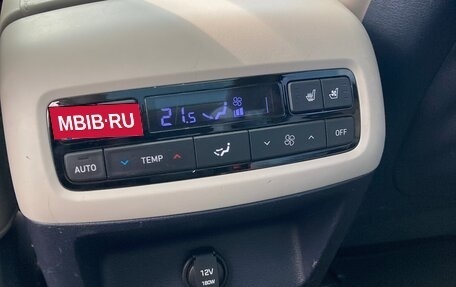 MBIB·RU
21.5
AUTO
TEMP
OFF
12V
180W